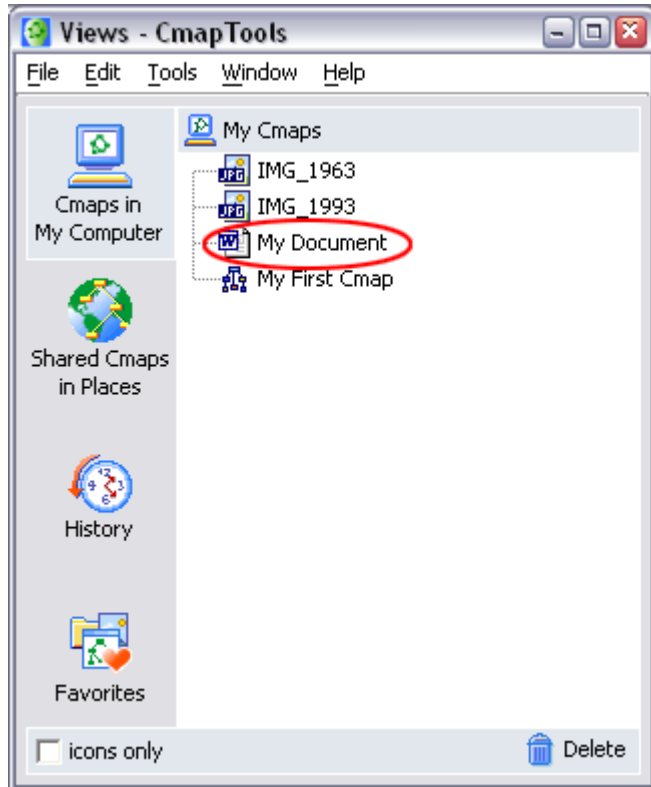 Views - CmapTools
File Edit Tools Window Help
My Cmaps
IMG_1963
IMG_1993
My Document
My First Cmap
Cmaps in
My Computer
Shared Cmaps
in Places
History
Favorites
icons only
Delete